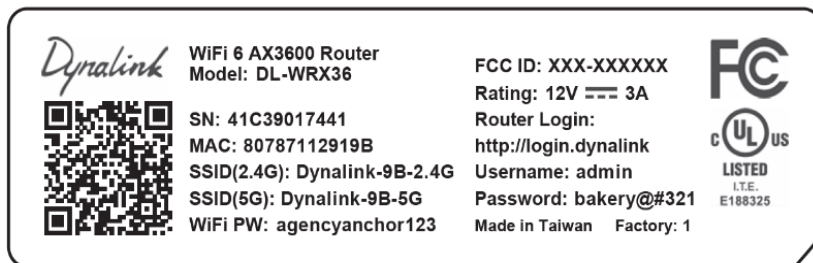 Dynalink
WiFi 6 AX3600 Router
Model: DL-WRX36
SN: 41C39017441
MAC: 80787112919B
SSID(2.4G): Dynalink-9B-2.4G
SSID(5G): Dynalink-9B-5G
WiFi PW: agencyanchor123
FCC ID: XXX-XXXXXX
Rating: 12V 3A
Router Login:
http://login.dynalink
Username: admin
Password: bakery@#321
Made in Taiwan Factory: 1
FC
C UL US
LISTED
I.T.E.
E188325